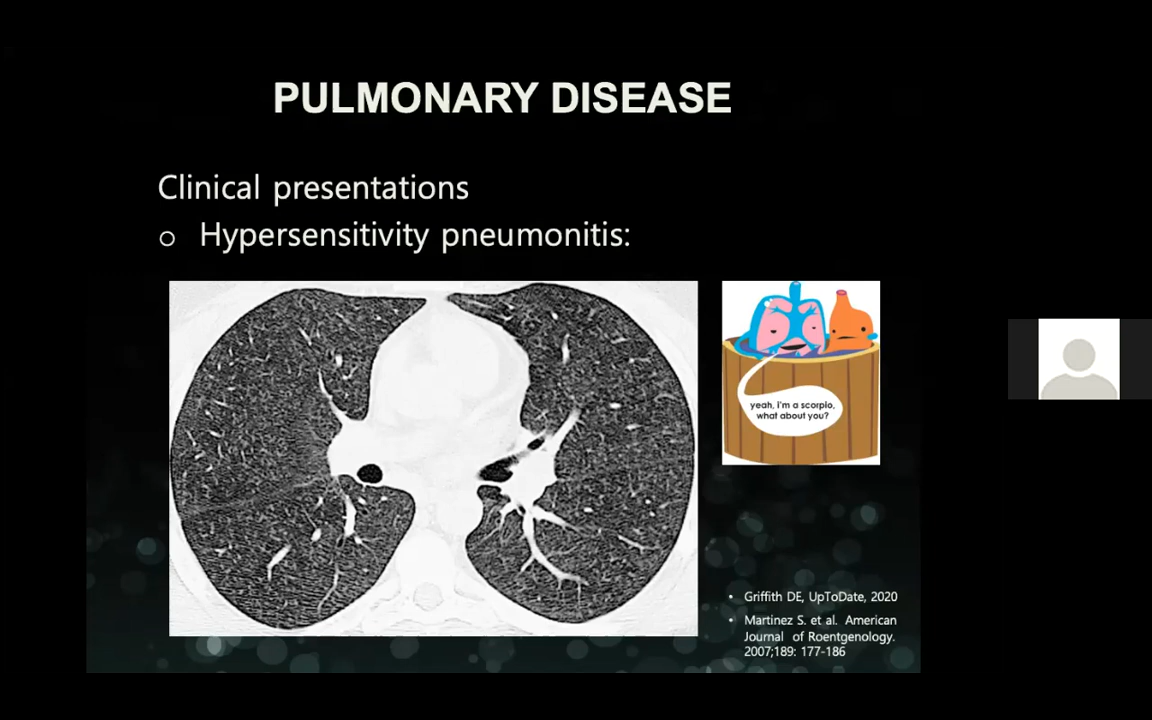 PULMONARY DISEASE
Clinical presentations
o Hypersensitivity pneumonitis:
yeah, i'm a scorpio,
what about you?
• Griffith DE, UpToDate, 2020
• Martinez S. et al. American
Journal of Roentgenology.
2007;189: 177-186